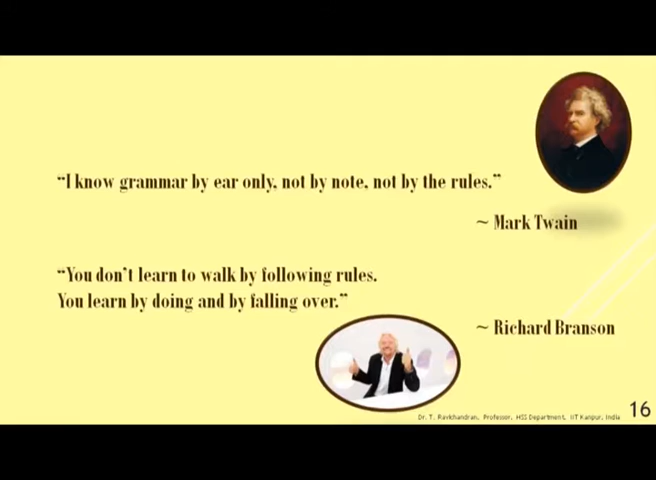 “I know grammar by ear only, not by note, not by the rules.”
~ Mark Twain
“You don’t learn to walk by following rules.
You learn by doing and by falling over.”
~ Richard Branson
Dr. T. Ravichandran, Professor, HSS Department, IIT Kanpur, India
16